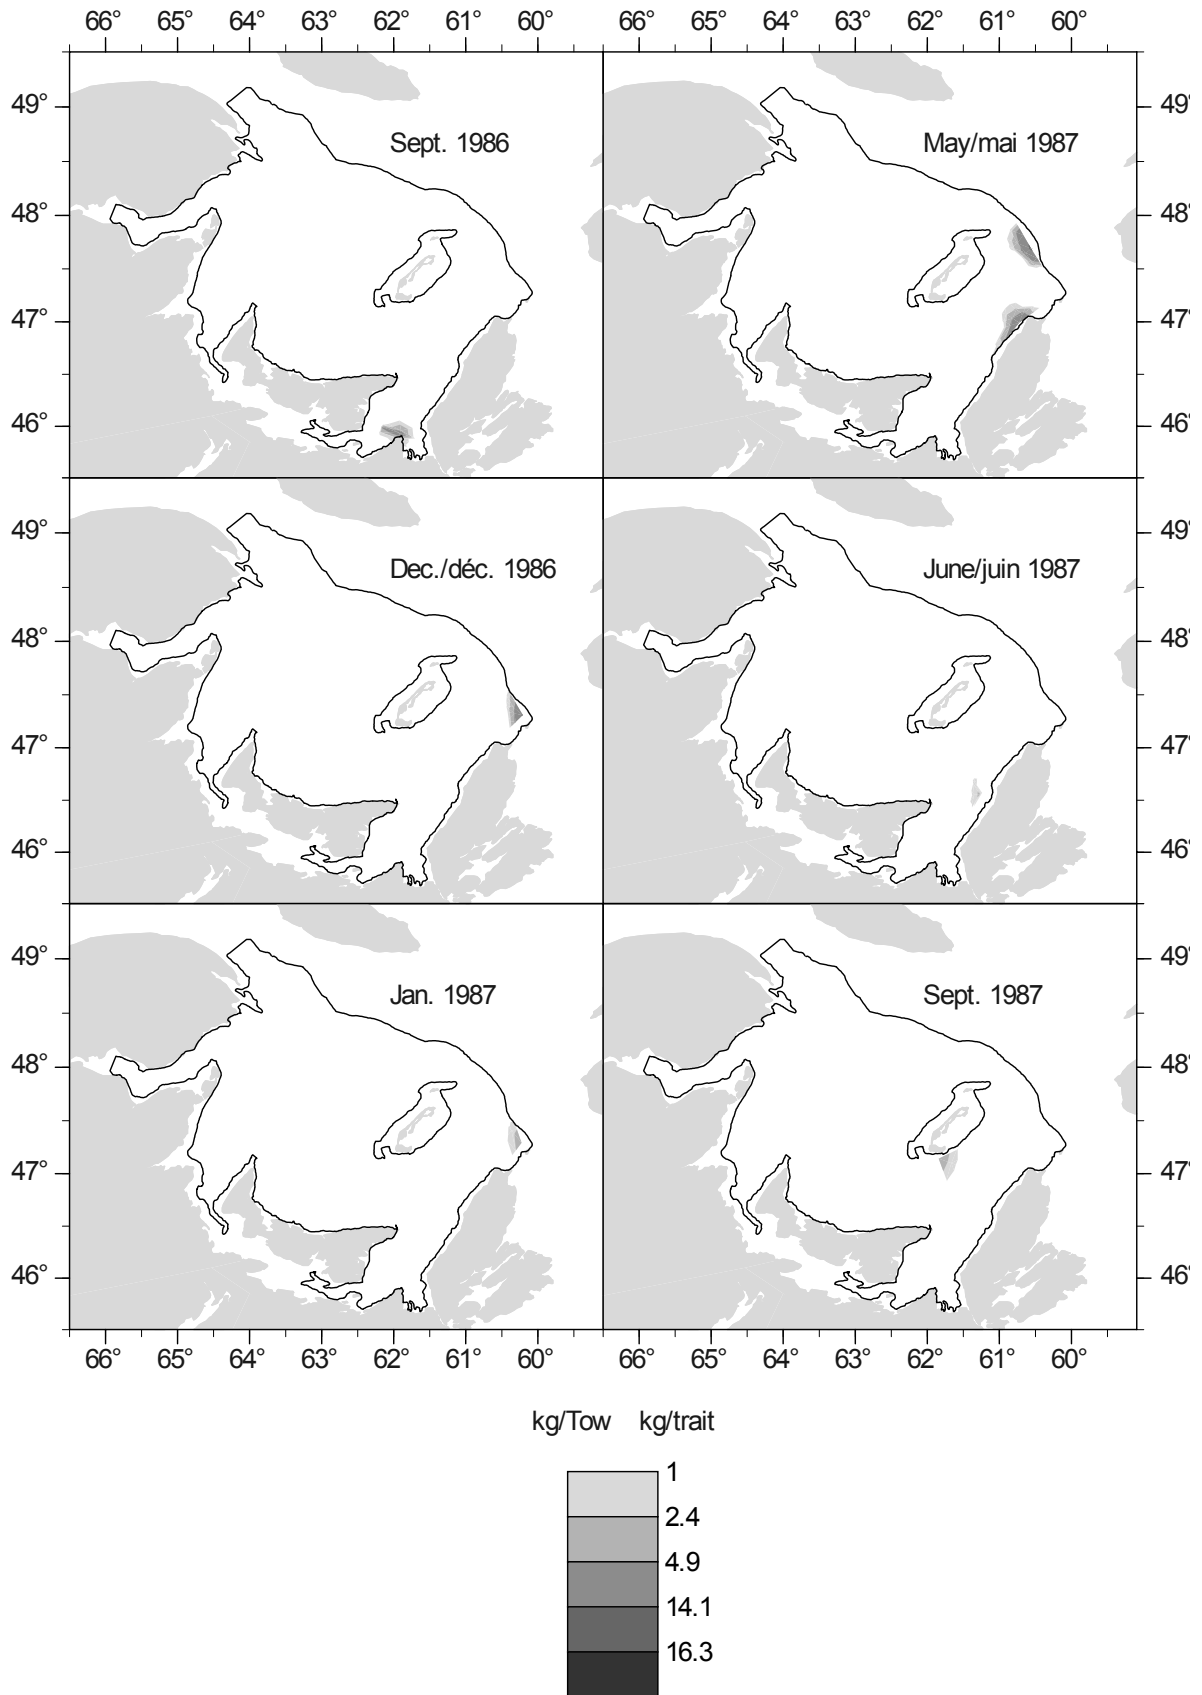 66° 65° 64° 63° 62° 61° 60° 66° 65° 64° 63° 62° 61° 60°
49° 49°
Sept. 1986 May/mai 1987
48° 48°
47° 47°
46° 46°
49° 49°
Dec./déc. 1986 June/juin 1987
48° 48°
47° 47°
46° 46°
49° 49°
Jan. 1987 Sept. 1987
48° 48°
47° 47°
46° 46°
66° 65° 64° 63° 62° 61° 60° 66° 65° 64° 63° 62° 61° 60°
kg/Tow kg/trait
1
2.4
4.9
14.1
16.3